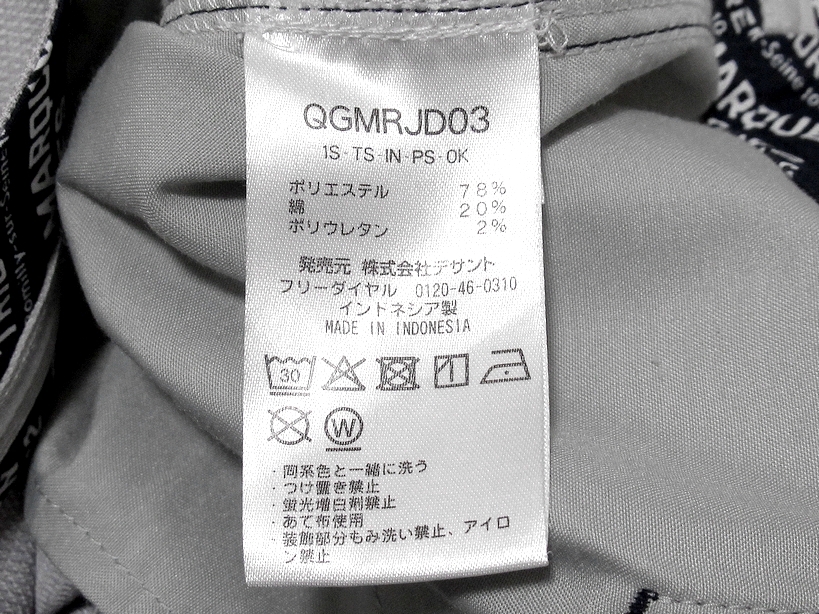 QGMRJD03
1S-TS-IN-PS-OK
ポリエステル 78%
綿 20%
ポリウレタン 2%
発売元 株式会社デサント
フリーダイヤル 0120-46-0310
インドネシア製
MADE IN INDONESIA
30
W
・同系色と一緒に洗う
・つけ置き禁止
・蛍光増白剤禁止
・あて布使用
・装飾部分もみ洗い禁止、アイロ
ン禁止
MARQU
MARQU